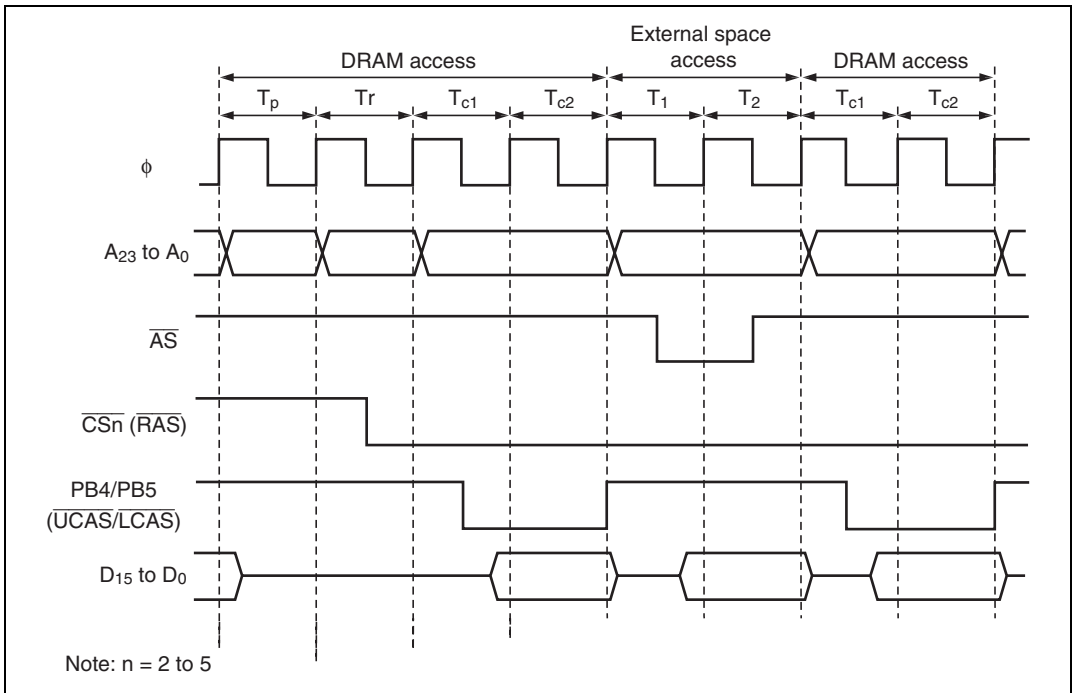 External space
DRAM access access DRAM access
Tp Tr Tc1 Tc2 T1 T2 Tc1 Tc2
ϕ
A23 to A0
AS
CSn (RAS)
PB4/PB5
(UCAS/LCAS)
D15 to D0
Note: n = 2 to 5